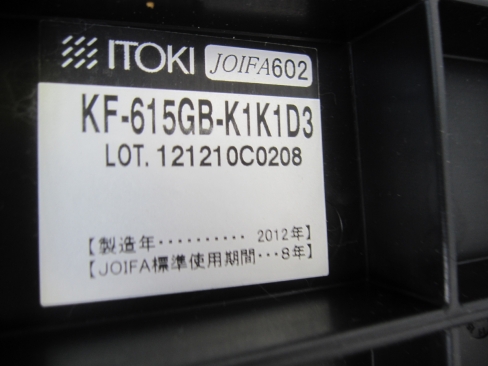 ITOKI JOIFA602
KF-615GB-K1K1D3
LOT. 121210C0208
【製造年·········· 2012年】
【JOIFA標準使用期間···8年】